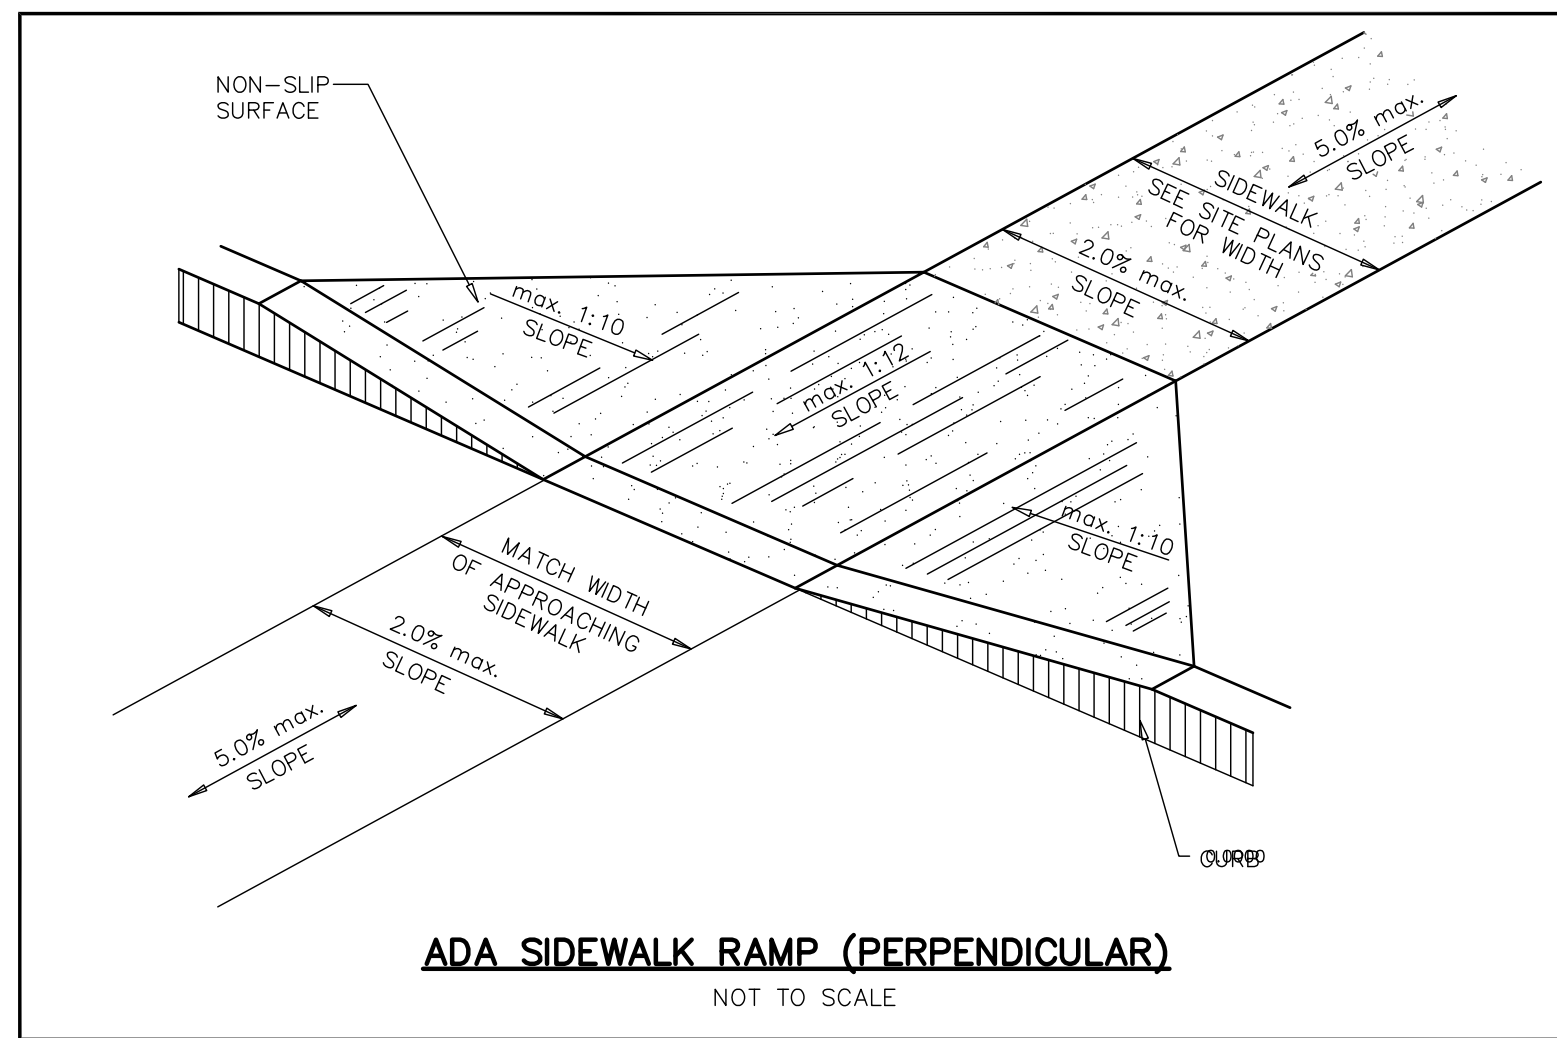 NON-SLIP
SURFACE
5.0% max.
SLOPE
SIDEWALK
SEE SITE PLANS
FOR WIDTH
2.0% max.
SLOPE
max. 1:10
SLOPE
max. 1:12
SLOPE
max. 1:10
SLOPE
MATCH WIDTH
OF APPROACHING
SIDEWALK
2.0% max.
SLOPE
5.0% max.
SLOPE
CURB
ADA SIDEWALK RAMP (PERPENDICULAR)
NOT TO SCALE